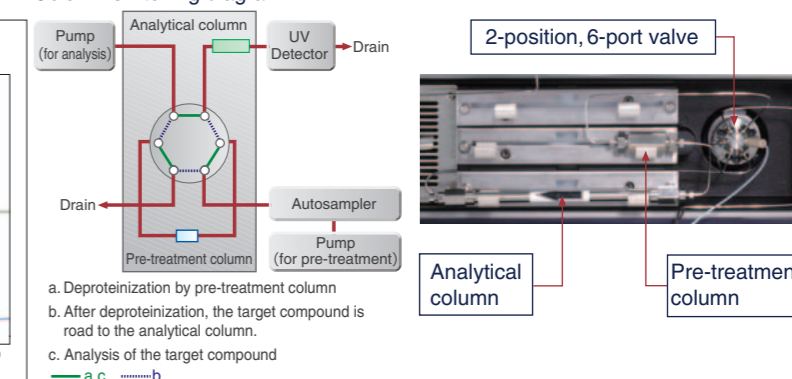 Pump
(for analysis)
Analytical column
UV
Detector
Drain
Drain
Autosampler
Pump
(for pre-treatment)
Pre-treatment column
a. Deproteinization by pre-treatment column
b. After deproteinization, the target compound is
road to the analytical column.
c. Analysis of the target compound
a,c
b
2-position, 6-port valve
Analytical
column
Pre-treatmen
column